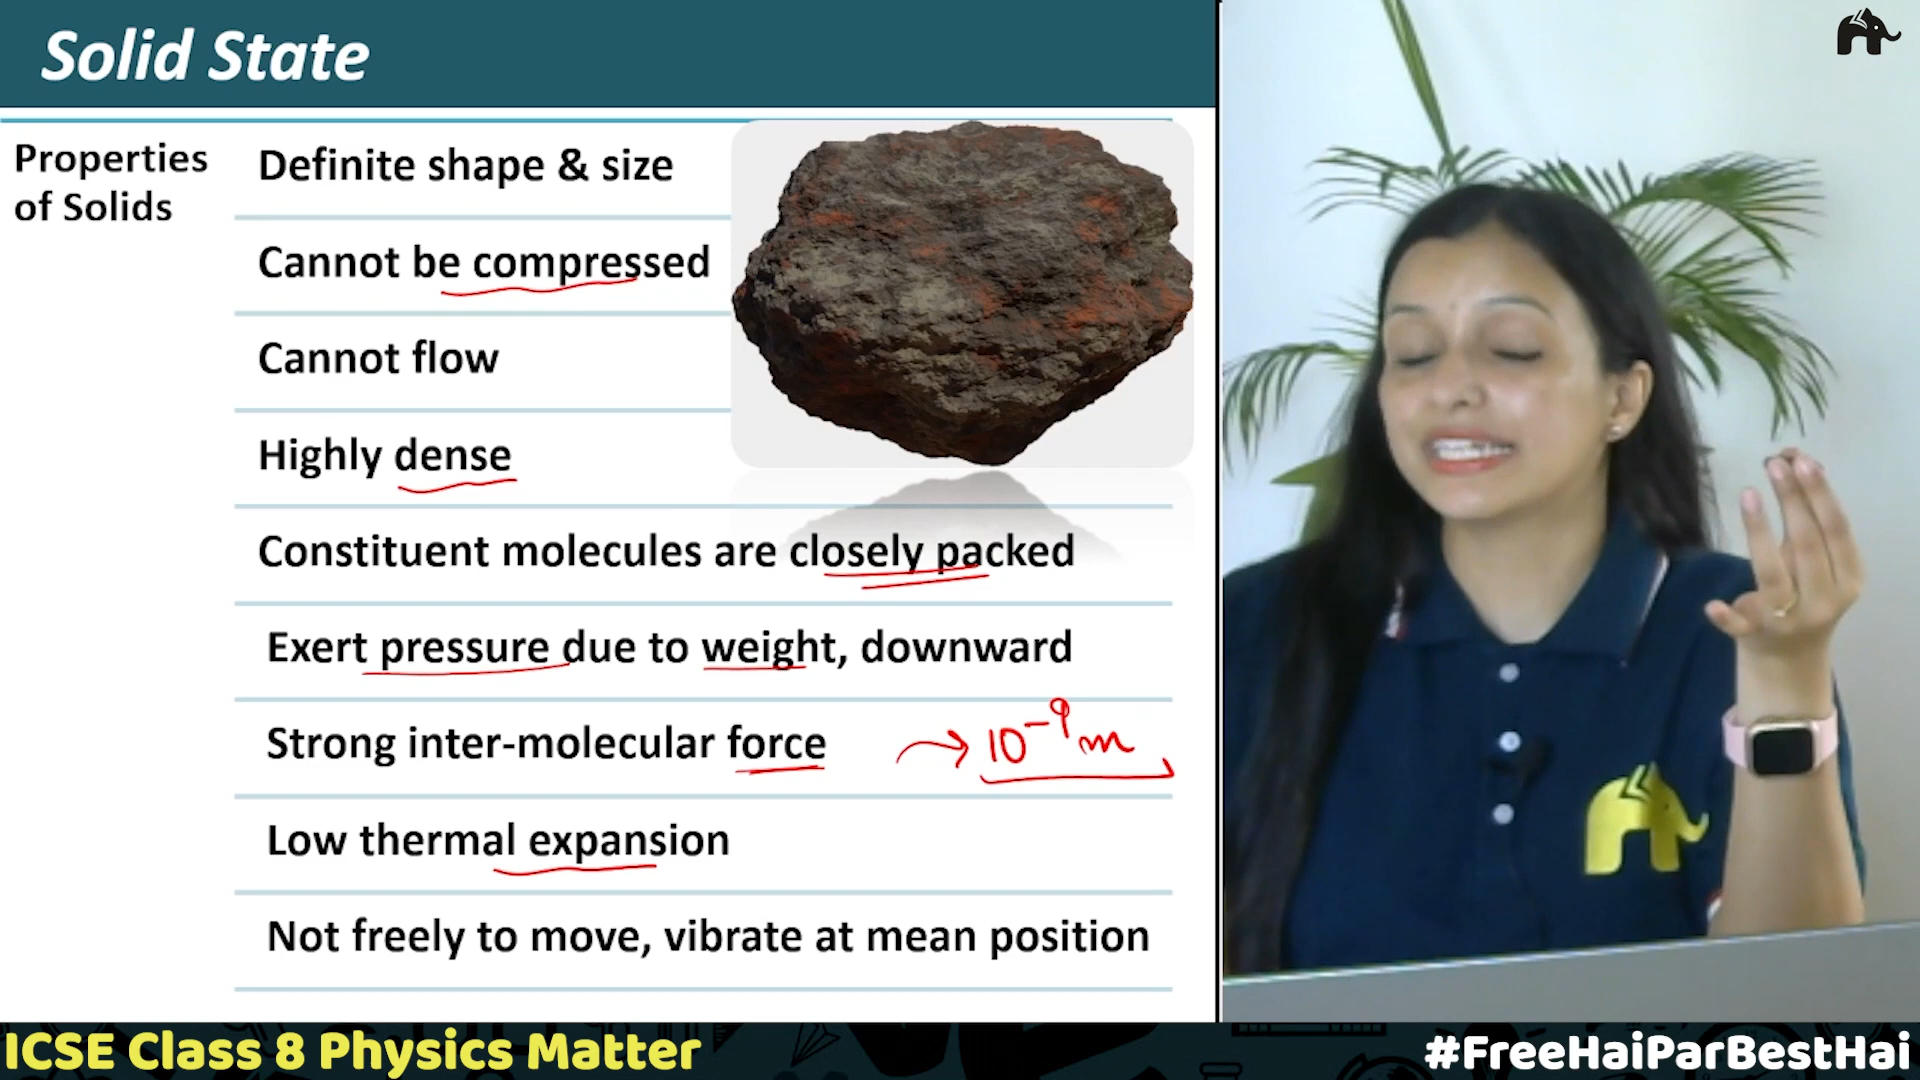 Solid State
Properties
of Solids
Definite shape & size
Cannot be compressed
Cannot flow
Highly dense
Constituent molecules are closely packed
Exert pressure due to weight, downward
Strong inter-molecular force → 10⁻⁹ m
Low thermal expansion
Not freely to move, vibrate at mean position
ICSE Class 8 Physics Matter
#FreeHaiParBestHai